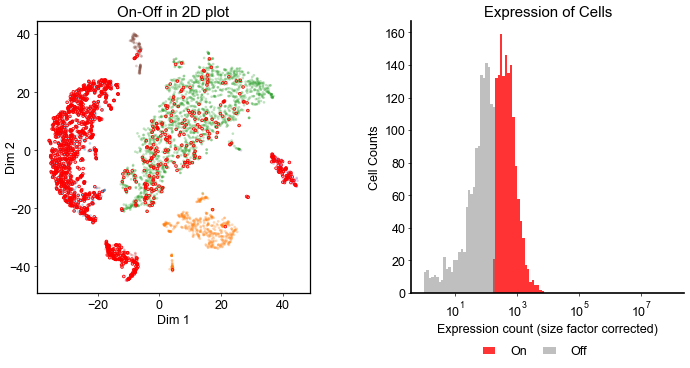 On-Off in 2D plot
40
20
0
−20
−40
Dim 2
−20 0 20 40
Dim 1
Expression of Cells
160
140
120
100
80
60
40
20
0
Cell Counts
10^1 10^3 10^5 10^7
Expression count (size factor corrected)
On Off